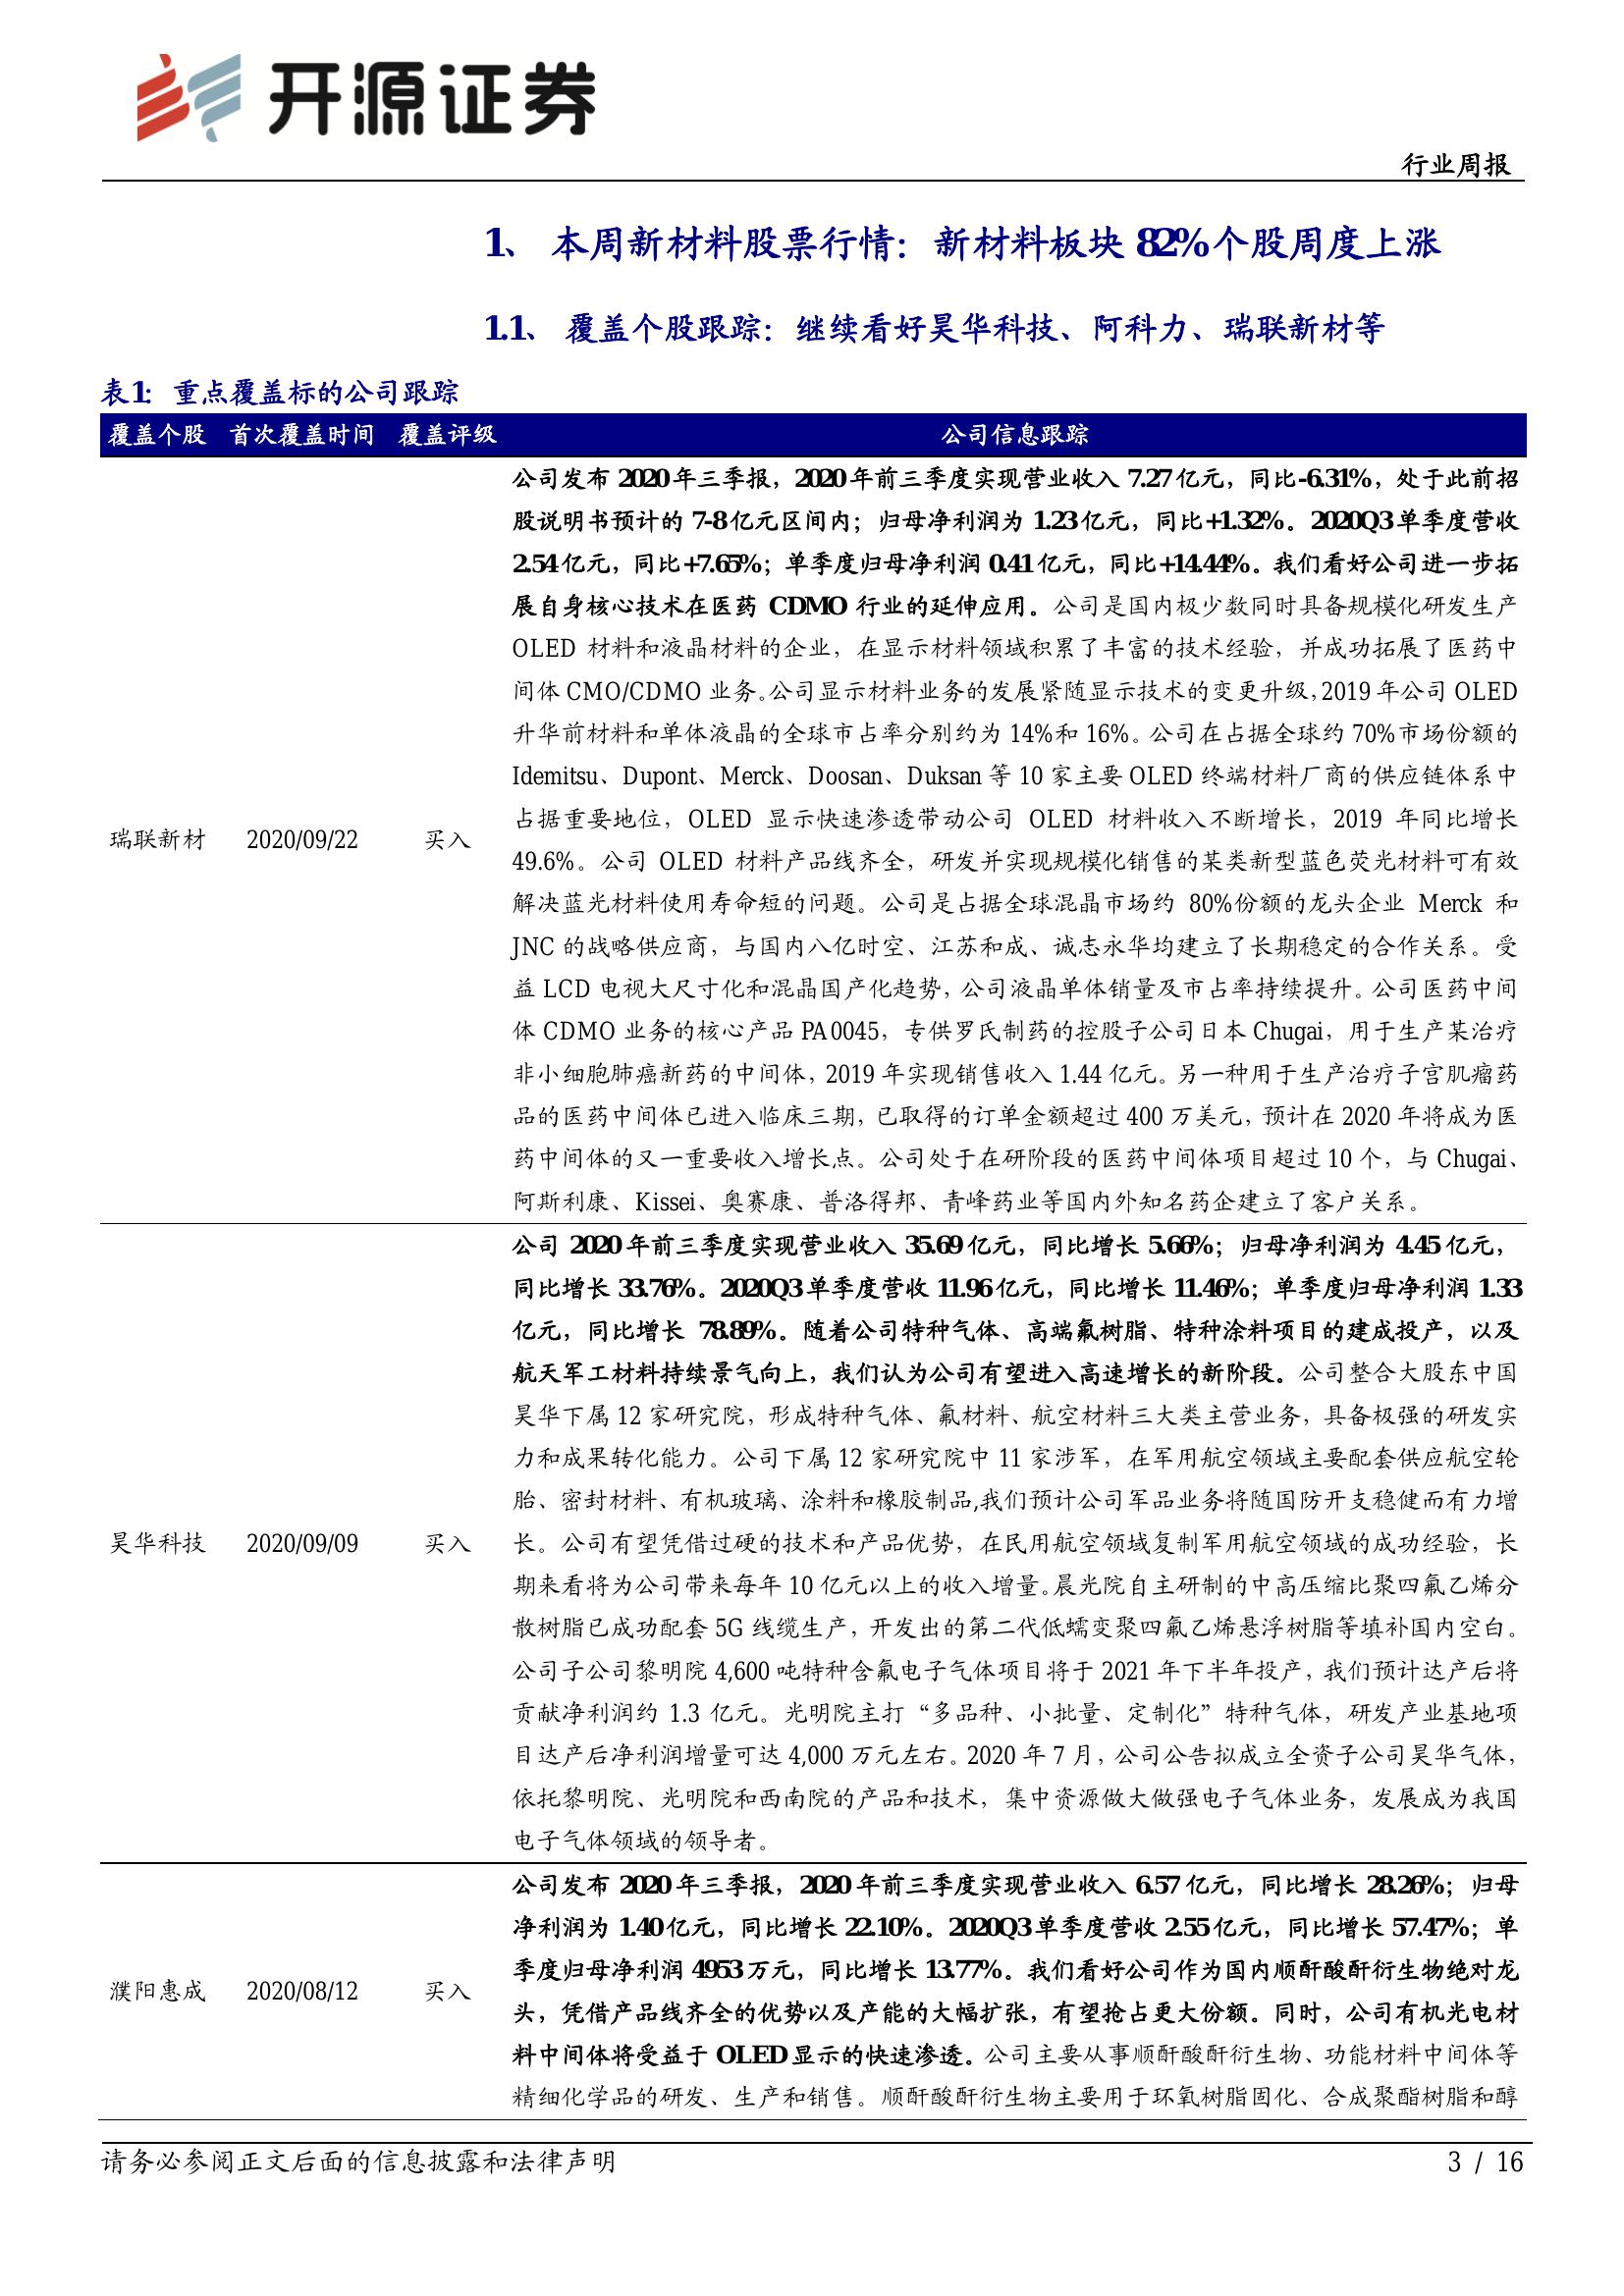 开源证券
行业周报
1、 本周新材料股票行情：新材料板块 82%个股周度上涨
1.1、 覆盖个股跟踪：继续看好昊华科技、阿科力、瑞联新材等
表1：重点覆盖标的公司跟踪
覆盖个股 首次覆盖时间 覆盖评级 公司信息跟踪
公司发布 2020 年三季报，2020 年前三季度实现营业收入 7.27 亿元，同比-6.31%，处于此前招
股说明书预计的 7-8 亿元区间内；归母净利润为 1.23 亿元，同比+1.32%。2020Q3 单季度营收
2.54 亿元，同比+7.65%；单季度归母净利润 0.41 亿元，同比+14.44%。我们看好公司进一步拓
展自身核心技术在医药 CDMO 行业的延伸应用。公司是国内极少数同时具备规模化研发生产
OLED 材料和液晶材料的企业，在显示材料领域积累了丰富的技术经验，并成功拓展了医药中
间体 CMO/CDMO 业务。公司显示材料业务的发展紧随显示技术的变更升级，2019 年公司 OLED
升华前材料和单体液晶的全球市占率分别约为 14%和 16%。公司在占据全球约 70%市场份额的
Idemitsu、Dupont、Merck、Doosan、Duksan 等 10 家主要 OLED 终端材料厂商的供应链体系中
占据重要地位，OLED 显示快速渗透带动公司 OLED 材料收入不断增长，2019 年同比增长
瑞联新材 2020/09/22 买入
49.6%。公司 OLED 材料产品线齐全，研发并实现规模化销售的某类新型蓝色荧光材料可有效
解决蓝光材料使用寿命短的问题。公司是占据全球混晶市场约 80%份额的龙头企业 Merck 和
JNC 的战略供应商，与国内八亿时空、江苏和成、诚志永华均建立了长期稳定的合作关系。受
益 LCD 电视大尺寸化和混晶国产化趋势，公司液晶单体销量及市占率持续提升。公司医药中间
体 CDMO 业务的核心产品 PA0045，专供罗氏制药的控股子公司日本 Chugai，用于生产某治疗
非小细胞肺癌新药的中间体，2019 年实现销售收入 1.44 亿元。另一种用于生产治疗子宫肌瘤药
品的医药中间体已进入临床三期，已取得的订单金额超过 400 万美元，预计在 2020 年将成为医
药中间体的又一重要收入增长点。公司处于在研阶段的医药中间体项目超过 10 个，与 Chugai、
阿斯利康、Kissei、奥赛康、普洛得邦、青峰药业等国内外知名药企建立了客户关系。
公司 2020 年前三季度实现营业收入 35.69 亿元，同比增长 5.66%；归母净利润为 4.45 亿元，
同比增长 33.76%。2020Q3 单季度营收 11.96 亿元，同比增长 11.46%；单季度归母净利润 1.33
亿元，同比增长 78.89%。随着公司特种气体、高端氟树脂、特种涂料项目的建成投产，以及
航天军工材料持续景气向上，我们认为公司有望进入高速增长的新阶段。公司整合大股东中国
昊华下属 12 家研究院，形成特种气体、氟材料、航空材料三大类主营业务，具备极强的研发实
力和成果转化能力。公司下属 12 家研究院中 11 家涉军，在军用航空领域主要配套供应航空轮
胎、密封材料、有机玻璃、涂料和橡胶制品,我们预计公司军品业务将随国防开支稳健而有力增
昊华科技 2020/09/09 买入
长。公司有望凭借过硬的技术和产品优势，在民用航空领域复制军用航空领域的成功经验，长
期来看将为公司带来每年 10 亿元以上的收入增量。晨光院自主研制的中高压缩比聚四氟乙烯分
散树脂已成功配套 5G 线缆生产，开发出的第二代低蠕变聚四氟乙烯悬浮树脂等填补国内空白。
公司子公司黎明院 4,600 吨特种含氟电子气体项目将于 2021 年下半年投产，我们预计达产后将
贡献净利润约 1.3 亿元。光明院主打“多品种、小批量、定制化”特种气体，研发产业基地项
目达产后净利润增量可达 4,000 万元左右。2020 年 7 月，公司公告拟成立全资子公司昊华气体，
依托黎明院、光明院和西南院的产品和技术，集中资源做大做强电子气体业务，发展成为我国
电子气体领域的领导者。
公司发布 2020 年三季报，2020 年前三季度实现营业收入 6.57 亿元，同比增长 28.26%；归母
净利润为 1.40 亿元，同比增长 22.10%。2020Q3 单季度营收 2.55 亿元，同比增长 57.47%；单
季度归母净利润 4953 万元，同比增长 13.77%。我们看好公司作为国内顺酐酸酐衍生物绝对龙
濮阳惠成 2020/08/12 买入
头，凭借产品线齐全的优势以及产能的大幅扩张，有望抢占更大份额。同时，公司有机光电材
料中间体将受益于 OLED 显示的快速渗透。公司主要从事顺酐酸酐衍生物、功能材料中间体等
精细化学品的研发、生产和销售。顺酐酸酐衍生物主要用于环氧树脂固化、合成聚酯树脂和醇
请务必参阅正文后面的信息披露和法律声明
3 / 16